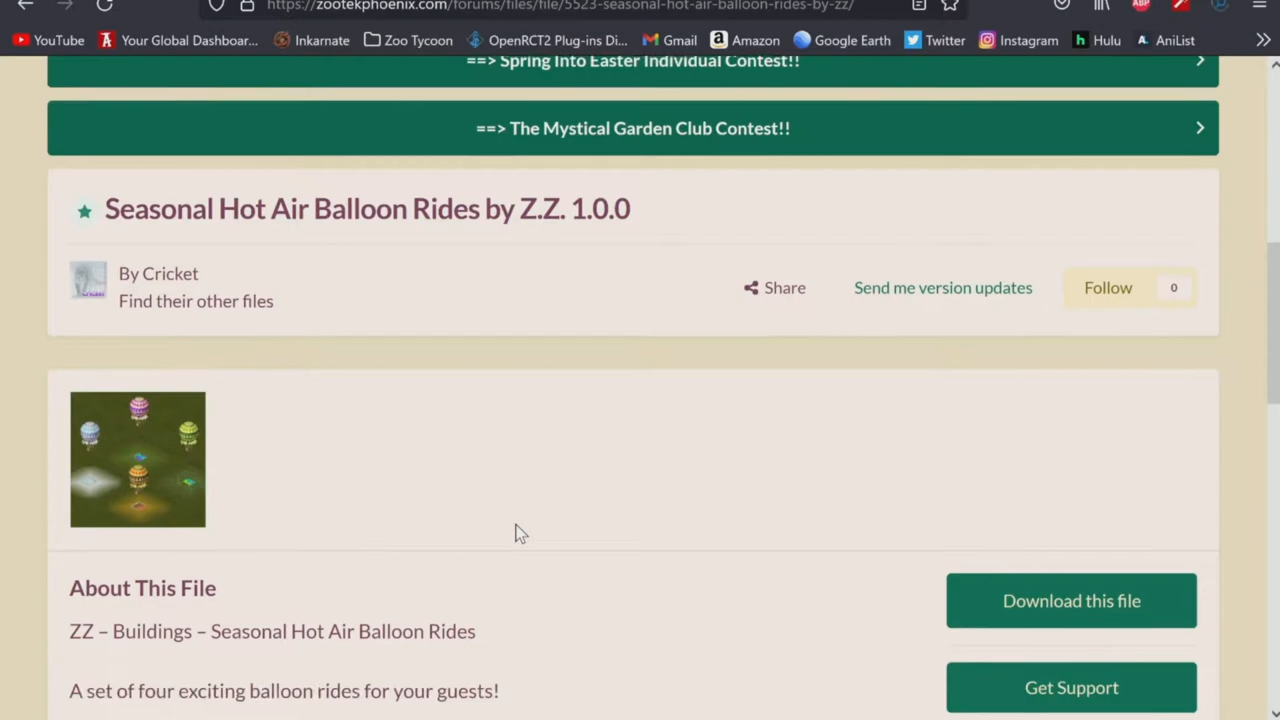 https://zootekphoenix.com/forums/files/file/5523-seasonal-hot-air-balloon-rides-by-zz/
ABP
YouTube
Your Global Dashboar...
Inkarnate
Zoo Tycoon
OpenRCT2 Plug-ins Di...
Gmail
Amazon
Google Earth
Twitter
Instagram
Hulu
AniList
==> Spring Into Easter Individual Contest!!
==> The Mystical Garden Club Contest!!
Seasonal Hot Air Balloon Rides by Z.Z. 1.0.0
By Cricket
Find their other files
Share
Send me version updates
Follow 0
About This File
Download this file
ZZ – Buildings – Seasonal Hot Air Balloon Rides
A set of four exciting balloon rides for your guests!
Get Support